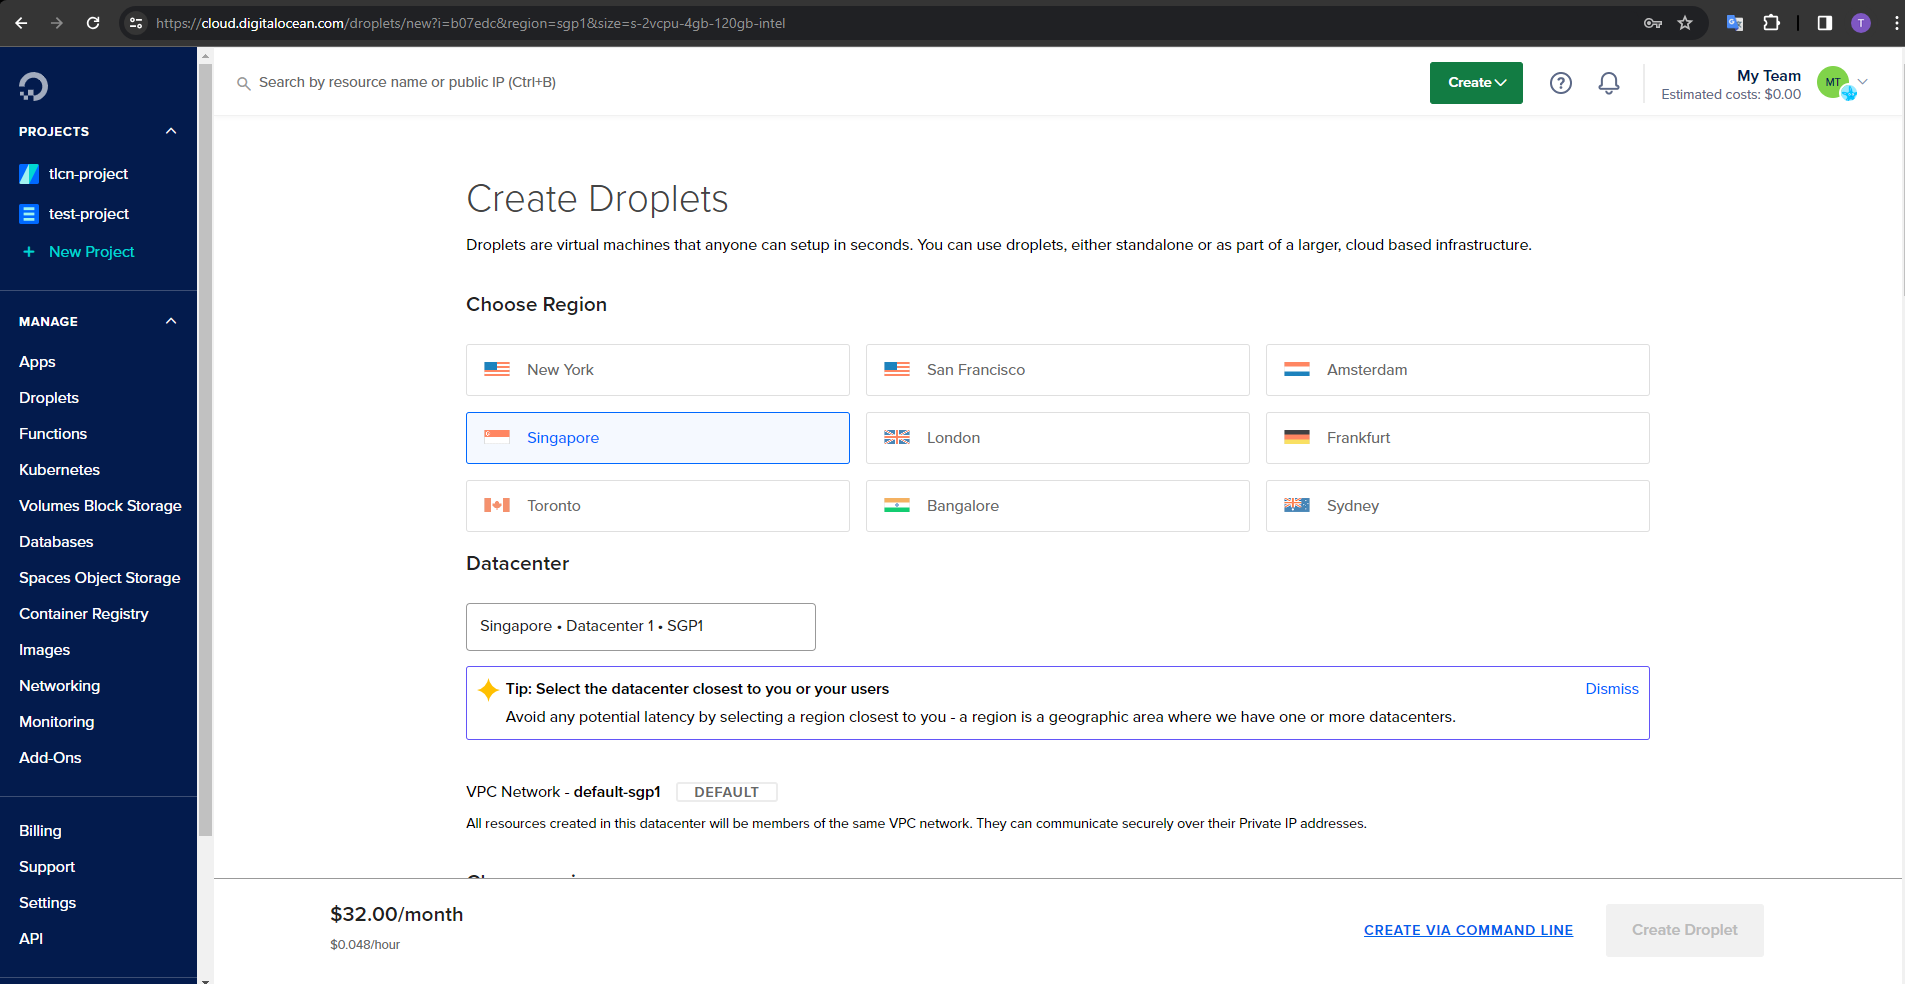 https://cloud.digitalocean.com/droplets/new?i=b07edc&region=sgp1&size=s-2vcpu-4gb-120gb-intel
T
PROJECTS
tlcn-project
test-project
+ New Project
MANAGE
Apps
Droplets
Functions
Kubernetes
Volumes Block Storage
Databases
Spaces Object Storage
Container Registry
Images
Networking
Monitoring
Add-Ons
Billing
Support
Settings
API
Search by resource name or public IP (Ctrl+B)
Create
?
My Team
Estimated costs: $0.00
MT
Create Droplets
Droplets are virtual machines that anyone can setup in seconds. You can use droplets, either standalone or as part of a larger, cloud based infrastructure.
Choose Region
New York
San Francisco
Amsterdam
Singapore
London
Frankfurt
Toronto
Bangalore
Sydney
Datacenter
Singapore • Datacenter 1 • SGP1
Tip: Select the datacenter closest to you or your users
Dismiss
Avoid any potential latency by selecting a region closest to you - a region is a geographic area where we have one or more datacenters.
VPC Network - default-sgp1 DEFAULT
All resources created in this datacenter will be members of the same VPC network. They can communicate securely over their Private IP addresses.
$32.00/month
$0.048/hour
CREATE VIA COMMAND LINE
Create Droplet